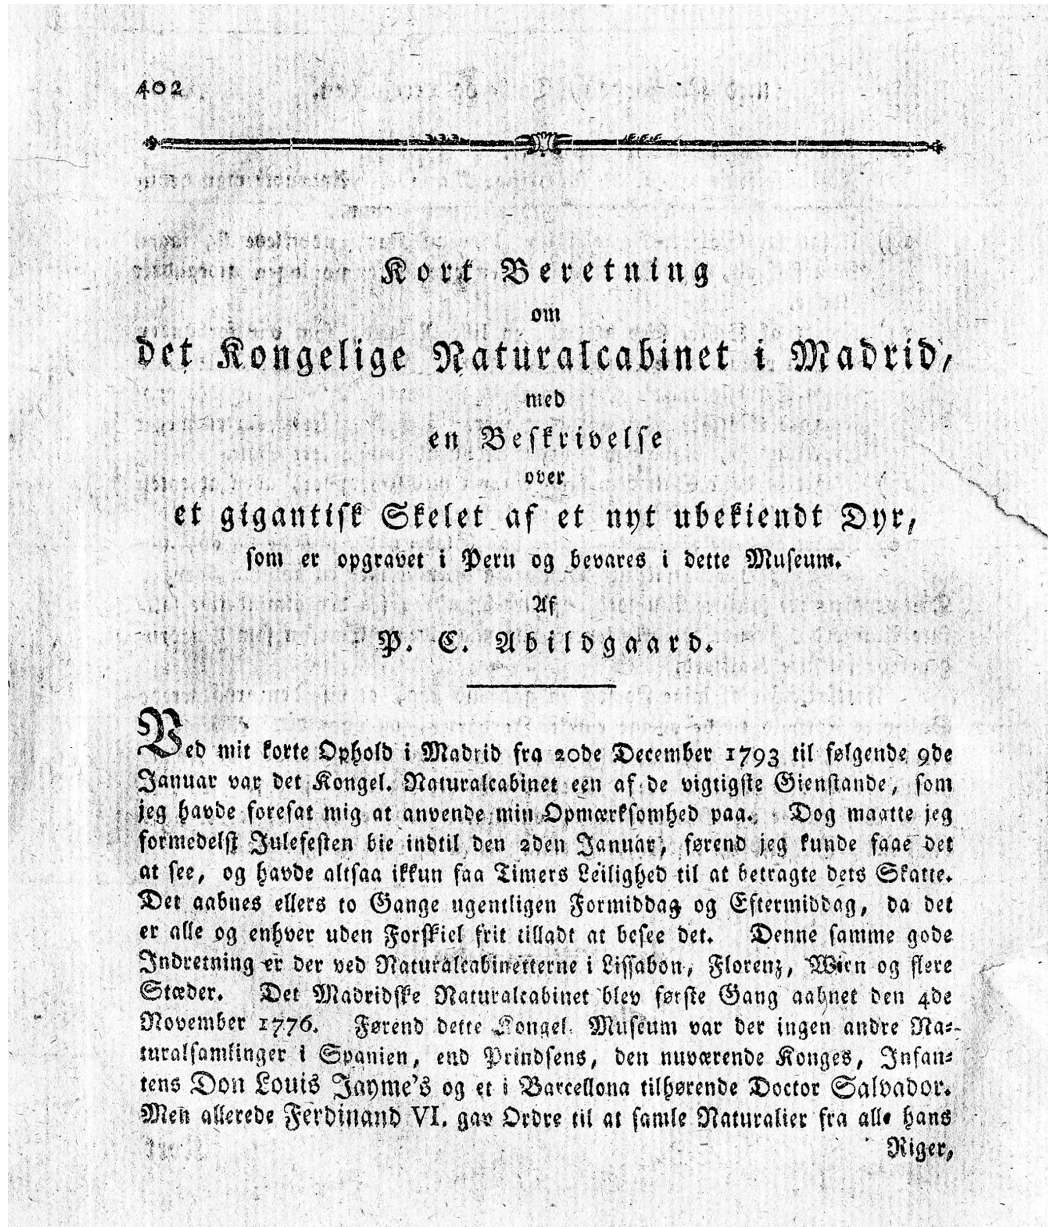 402
Kort Beretning
om
det Kongelige Naturalcabinet i Madrid,
med
en Beskrivelse
over
et gigantisk Skelet af et nyt ubekiendt Dyr,
som er opgravet i Peru og bevares i dette Museum.
Af
P. C. Abildgaard.
Ved mit korte Ophold i Madrid fra 20de December 1793 til følgende 9de
Januar var det Kongel. Naturalcabinet een af de vigtigste Gienstande, som
jeg havde foresat mig at anvende min Opmærksomhed paa. Dog maatte jeg
formedelst Julefesten bie indtil den 2den Januar, førend jeg kunde faae det
at see, og havde altsaa ikkun faa Timers Leilighed til at betragte dets Skatte.
Det aabnes ellers to Gange ugentligen Formiddag og Eftermiddag, da det
er alle og enhver uden Forskiel frit tilladt at besee det. Denne samme gode
Indretning er der ved Naturalcabinetterne i Lissabon, Florenz, Wien og flere
Stæder. Det Madridske Naturalcabinet blev første Gang aabnet den 4de
November 1776. Førend dette Kongel. Museum var der ingen andre Na-
turalsamlinger i Spanien, end Prindsens, den nuværende Konges, Infan-
tens Don Louis Jayme's og et i Barcellona tilhørende Doctor Salvador.
Men allerede Ferdinand VI. gav Ordre til at samle Naturalier fra alle hans
Riger,